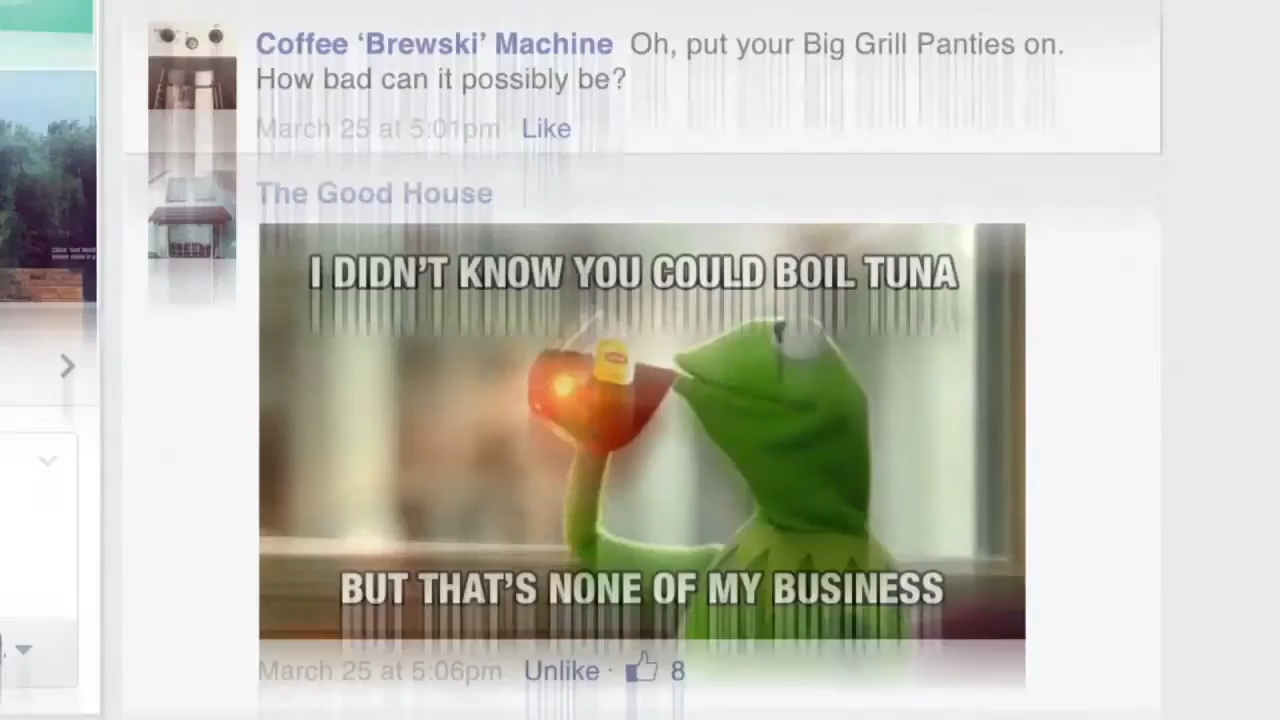 Coffee ‘Brewski’ Machine Oh, put your Big Grill Panties on.
How bad can it possibly be?
March 25 at 5:01pm Like
The Good House
I DIDN'T KNOW YOU COULD BOIL TUNA
BUT THAT'S NONE OF MY BUSINESS
March 25 at 5:06pm Unlike · 8